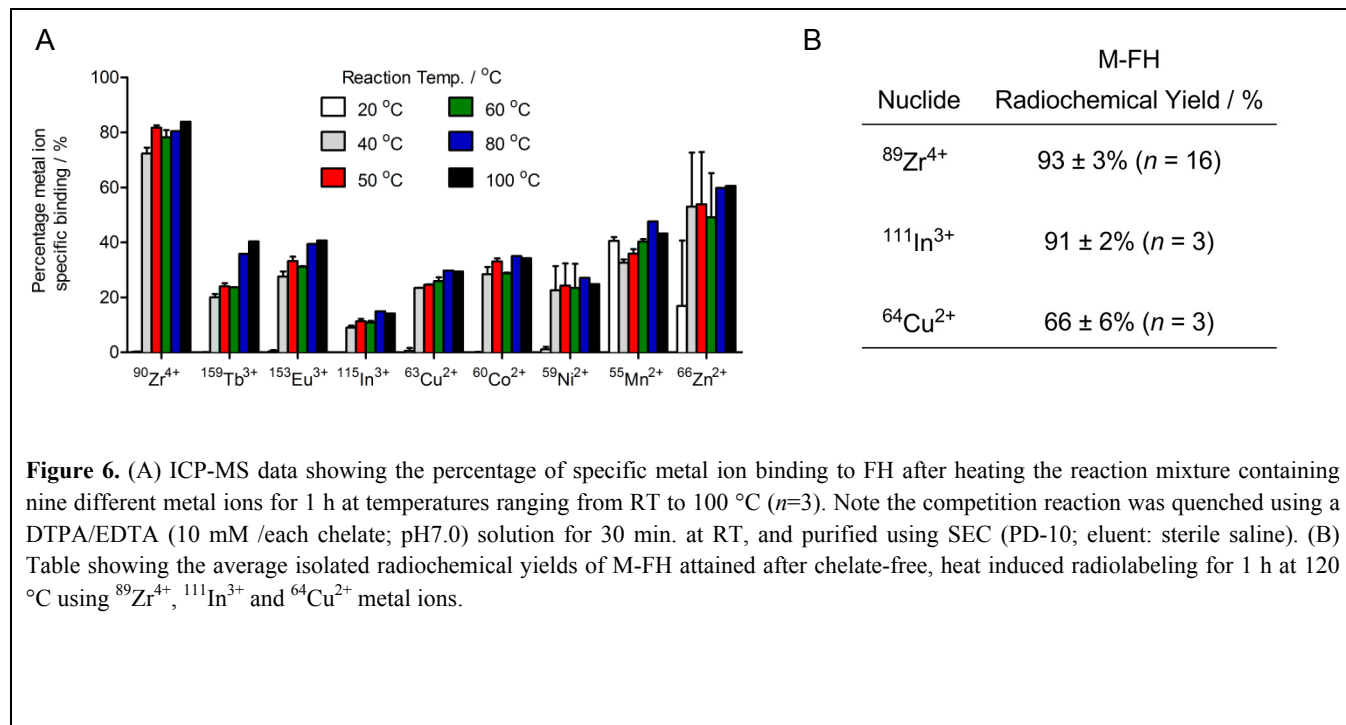 A
Percentage metal ion
specific binding / %
100
80
60
40
20
0
Reaction Temp. / °C
20 °C
40 °C
50 °C
60 °C
80 °C
100 °C
⁹⁰Zr⁴⁺ ¹⁵⁹Tb³⁺ ¹⁵³Eu³⁺ ¹¹⁵In³⁺ ⁶³Cu²⁺ ⁶⁰Co²⁺ ⁵⁹Ni²⁺ ⁵⁵Mn²⁺ ⁶⁶Zn²⁺
B
M-FH
Nuclide Radiochemical Yield / %
⁸⁹Zr⁴⁺ 93 ± 3% (n = 16)
¹¹¹In³⁺ 91 ± 2% (n = 3)
⁶⁴Cu²⁺ 66 ± 6% (n = 3)
Figure 6. (A) ICP-MS data showing the percentage of specific metal ion binding to FH after heating the reaction mixture containing
nine different metal ions for 1 h at temperatures ranging from RT to 100 °C (n=3). Note the competition reaction was quenched using a
DTPA/EDTA (10 mM /each chelate; pH7.0) solution for 30 min. at RT, and purified using SEC (PD-10; eluent: sterile saline). (B)
Table showing the average isolated radiochemical yields of M-FH attained after chelate-free, heat induced radiolabeling for 1 h at 120
°C using ⁸⁹Zr⁴⁺, ¹¹¹In³⁺ and ⁶⁴Cu²⁺ metal ions.